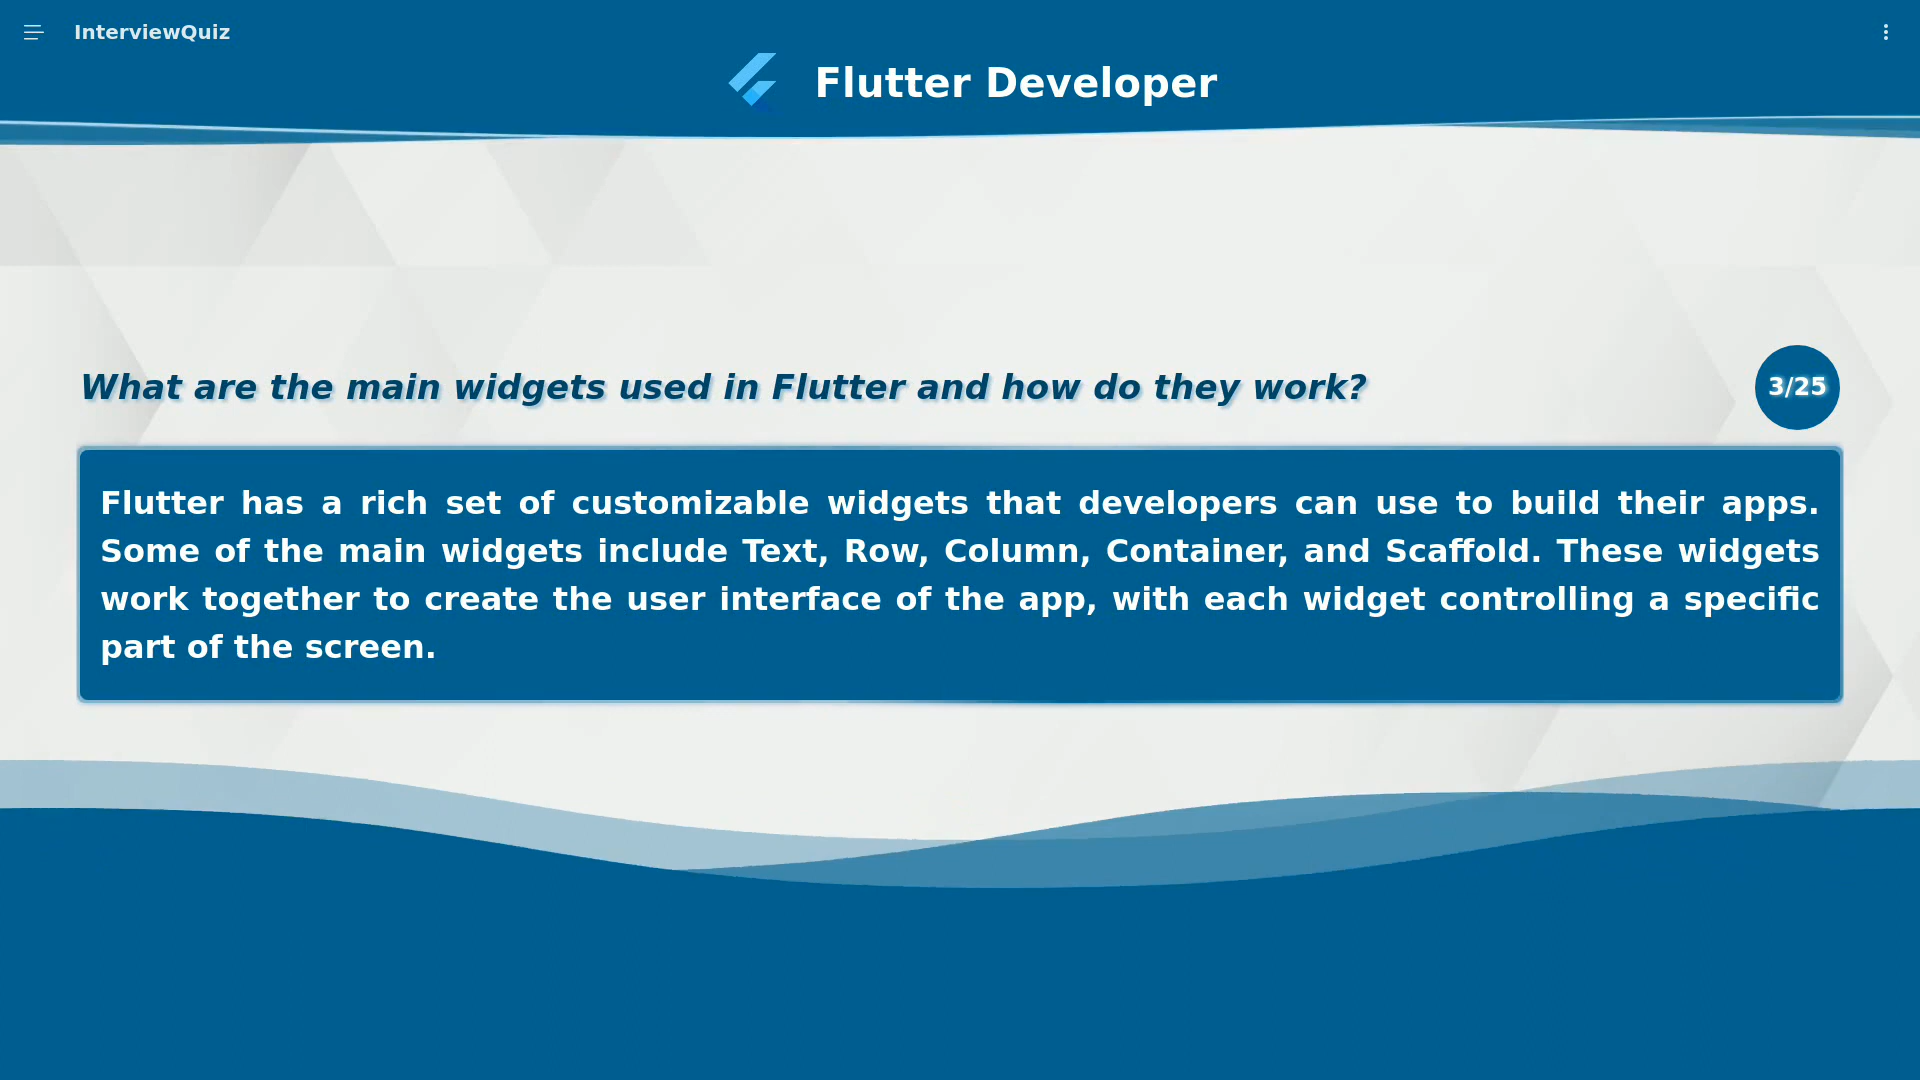 InterviewQuiz
Flutter Developer
What are the main widgets used in Flutter and how do they work?
3/25
Flutter has a rich set of customizable widgets that developers can use to build their apps.
Some of the main widgets include Text, Row, Column, Container, and Scaffold. These widgets
work together to create the user interface of the app, with each widget controlling a specific
part of the screen.